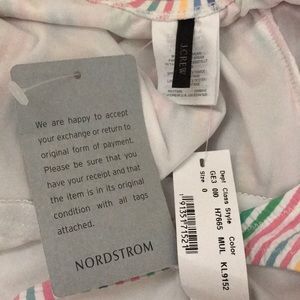 We are happy to accept
your exchange or return to
original form of payment.
Please be sure that you
have your receipt and that
the item is in its original
condition with all tags
attached.
NORDSTROM
J.CREW
Dept Class Style Color
GE3 010 H7665 MUL KL9152
Size
0